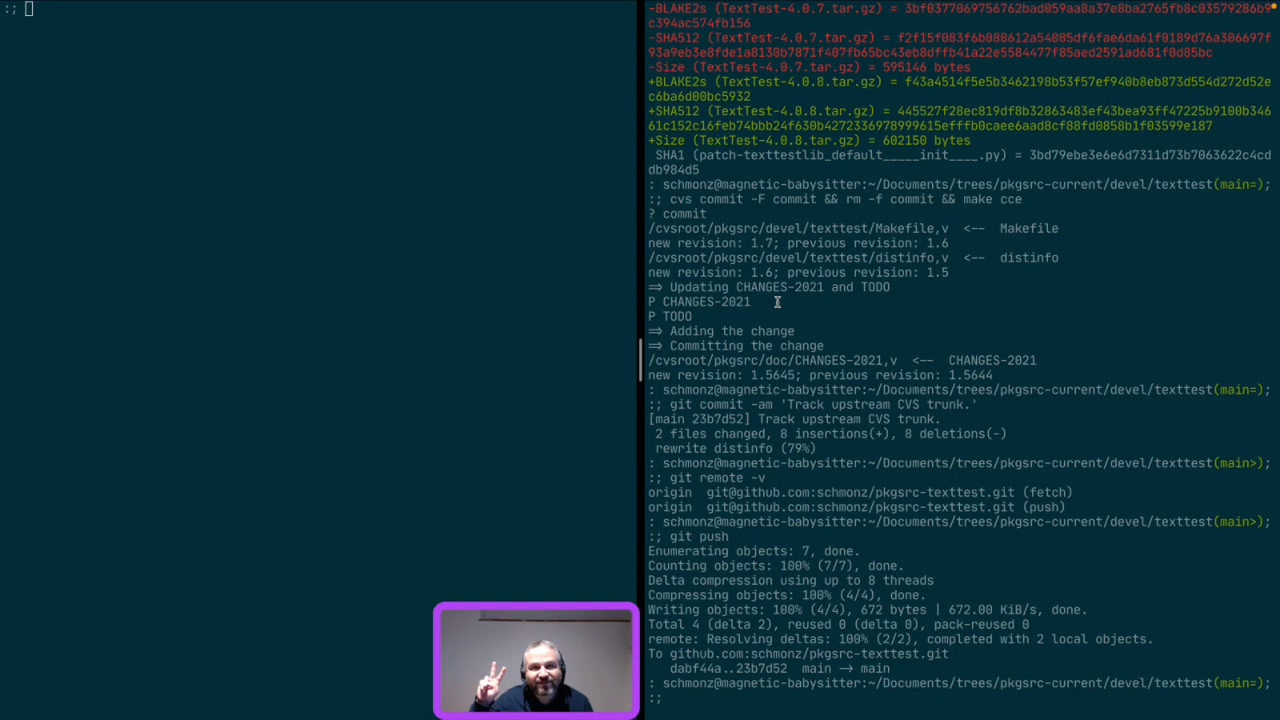 :;
-BLAKE2s (TextTest-4.0.7.tar.gz) = 3bf0377069756762bad059aa8a37e8ba2765fb8c03579286b9
c394ac574fb156
-SHA512 (TextTest-4.0.7.tar.gz) = f2f15f083f6b080612a54085df6fae6da61f0189d76a306697f
93a9eb3e8fde1a8130b7871f407fb65bc43eb8dffb41a22e5584477f85aed2591ad681f0d85bc
-Size (TextTest-4.0.7.tar.gz) = 595146 bytes
+BLAKE2s (TextTest-4.0.8.tar.gz) = f43a4514f5e5b3462198b53f57ef940b8eb873d554d272d52e
c6ba6d00bc5932
+SHA512 (TextTest-4.0.8.tar.gz) = 445527f28ec819df8b32863483ef43bea93ff47225b9100b346
61c152c16feb74bbb24f630b4272336978999615efffb0caee6aad8cf88fd0858b1f03599e187
+Size (TextTest-4.0.8.tar.gz) = 602150 bytes
 SHA1 (patch-texttestlib_default_____init____.py) = 3bd79ebe3e6e6d7311d73b7063622c4cd
db984d5
: schmonz@magnetic-babysitter:~/Documents/trees/pkgsrc-current/devel/texttest(main=);
:; cvs commit -F commit && rm -f commit && make cce
? commit
/cvsroot/pkgsrc/devel/texttest/Makefile,v  <--  Makefile
new revision: 1.7; previous revision: 1.6
/cvsroot/pkgsrc/devel/texttest/distinfo,v  <--  distinfo
new revision: 1.6; previous revision: 1.5
=> Updating CHANGES-2021 and TODO
P CHANGES-2021
P TODO
=> Adding the change
=> Committing the change
/cvsroot/pkgsrc/doc/CHANGES-2021,v  <--  CHANGES-2021
new revision: 1.5645; previous revision: 1.5644
: schmonz@magnetic-babysitter:~/Documents/trees/pkgsrc-current/devel/texttest(main=);
:; git commit -am 'Track upstream CVS trunk.'
[main 23b7d52] Track upstream CVS trunk.
 2 files changed, 8 insertions(+), 8 deletions(-)
 rewrite distinfo (79%)
: schmonz@magnetic-babysitter:~/Documents/trees/pkgsrc-current/devel/texttest(main>);
:; git remote -v
origin  git@github.com:schmonz/pkgsrc-texttest.git (fetch)
origin  git@github.com:schmonz/pkgsrc-texttest.git (push)
: schmonz@magnetic-babysitter:~/Documents/trees/pkgsrc-current/devel/texttest(main>);
:; git push
Enumerating objects: 7, done.
Counting objects: 100% (7/7), done.
Delta compression using up to 8 threads
Compressing objects: 100% (4/4), done.
Writing objects: 100% (4/4), 672 bytes | 672.00 KiB/s, done.
Total 4 (delta 2), reused 0 (delta 0), pack-reused 0
remote: Resolving deltas: 100% (2/2), completed with 2 local objects.
To github.com:schmonz/pkgsrc-texttest.git
   dabf44a..23b7d52  main -> main
: schmonz@magnetic-babysitter:~/Documents/trees/pkgsrc-current/devel/texttest(main=);
:;